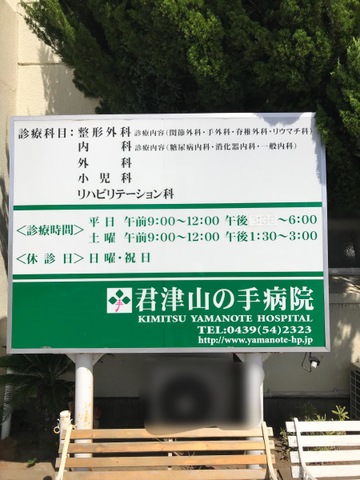 診療科目：整形外科 診療内容（関節外科・手外科・脊椎外科・リウマチ科）
内　　科 診療内容（糖尿病内科・消化器内科・一般内科）
外　　科
小児科
リハビリテーション科
＜診療時間＞ 平日 午前9:00〜12:00 午後 〜6:00
土曜 午前9:00〜12:00 午後1:30〜3:00
＜休診日＞ 日曜・祝日
君津山の手病院
KIMITSU YAMANOTE HOSPITAL
TEL:0439(54)2323
http://www.yamanote-hp.jp